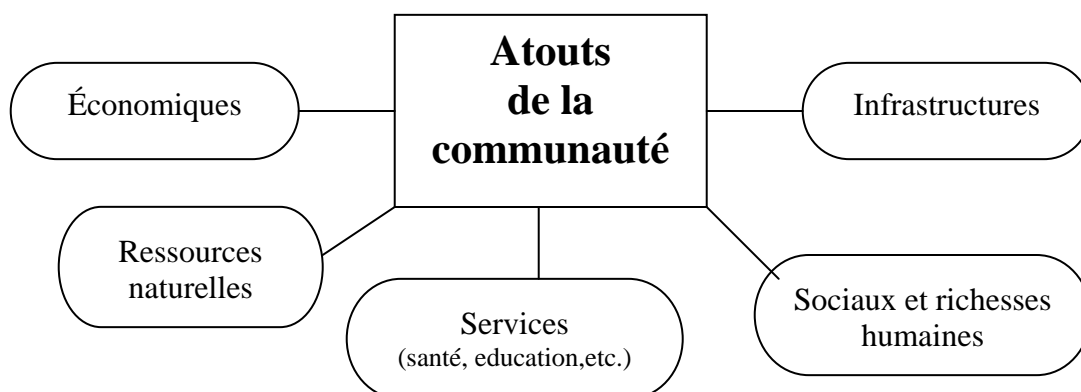 Atouts
de la
communauté
Économiques
Infrastructures
Ressources
naturelles
Services
(santé, education,etc.)
Sociaux et richesses
humaines